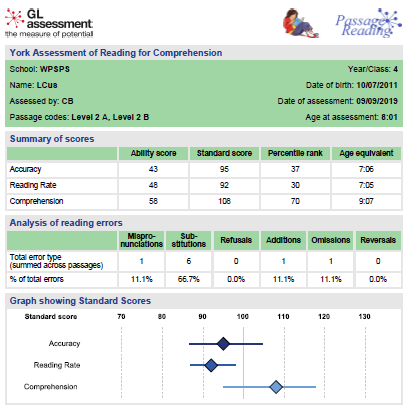 GL
assessment
the measure of potential
Passage
Reading
York Assessment of Reading for Comprehension
School: WPSPS Year/Class: 4
Name: LCus Date of birth: 10/07/2011
Assessed by: CB Date of assessment: 09/09/2019
Passage codes: Level 2 A, Level 2 B Age at assessment: 8:01
Summary of scores
Ability score Standard score Percentile rank Age equivalent
Accuracy 43 95 37 7:06
Reading Rate 48 92 30 7:05
Comprehension 58 108 70 9:07
Analysis of reading errors
Mispro- Sub-
nunciations stitutions Refusals Additions Omissions Reversals
Total error type
(summed across passages) 1 6 0 1 1 0
% of total errors 11.1% 66.7% 0.0% 11.1% 11.1% 0.0%
Graph showing Standard Scores
Standard score 70 80 90 100 110 120 130
Accuracy
Reading Rate
Comprehension